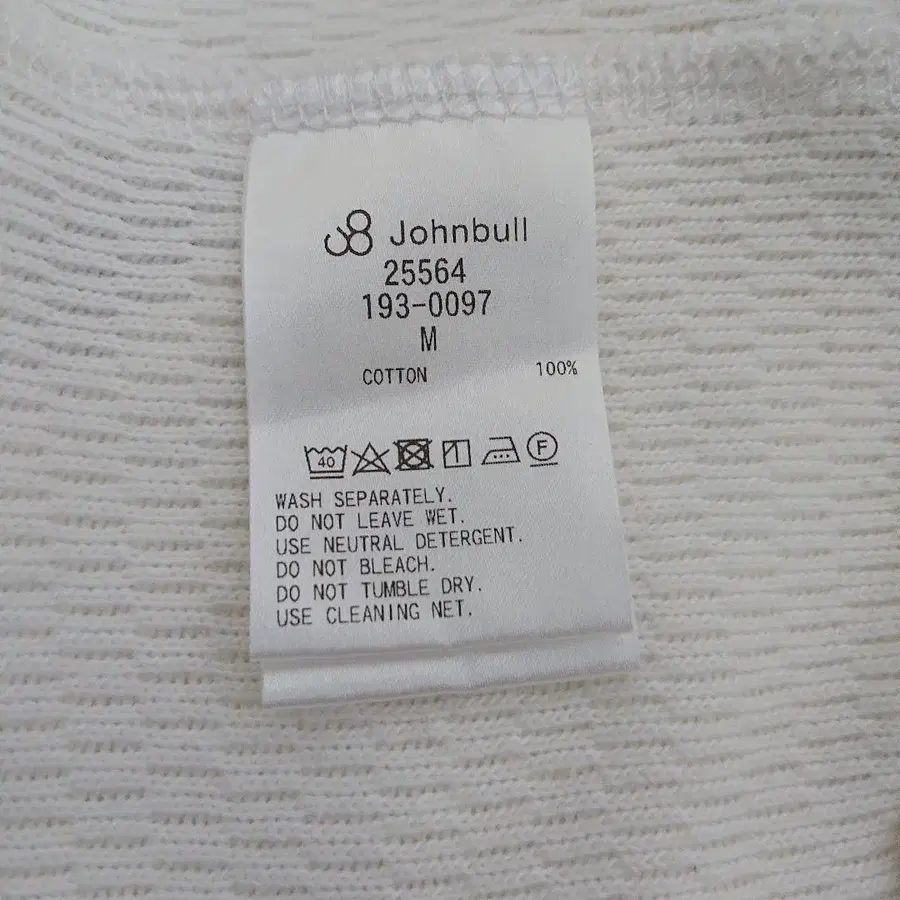 Johnbull
25564
193-0097
M
COTTON 100%
40 F
WASH SEPARATELY.
DO NOT LEAVE WET.
USE NEUTRAL DETERGENT.
DO NOT BLEACH.
DO NOT TUMBLE DRY.
USE CLEANING NET.